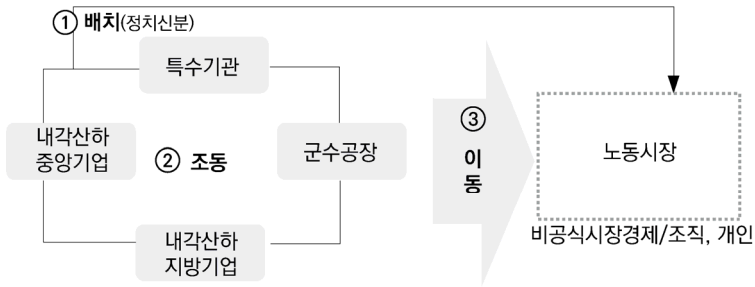 ① 배치(정치신분)
특수기관
내각산하
중앙기업
② 조동
군수공장
내각산하
지방기업
③
이
동
노동시장
비공식시장경제/조직, 개인